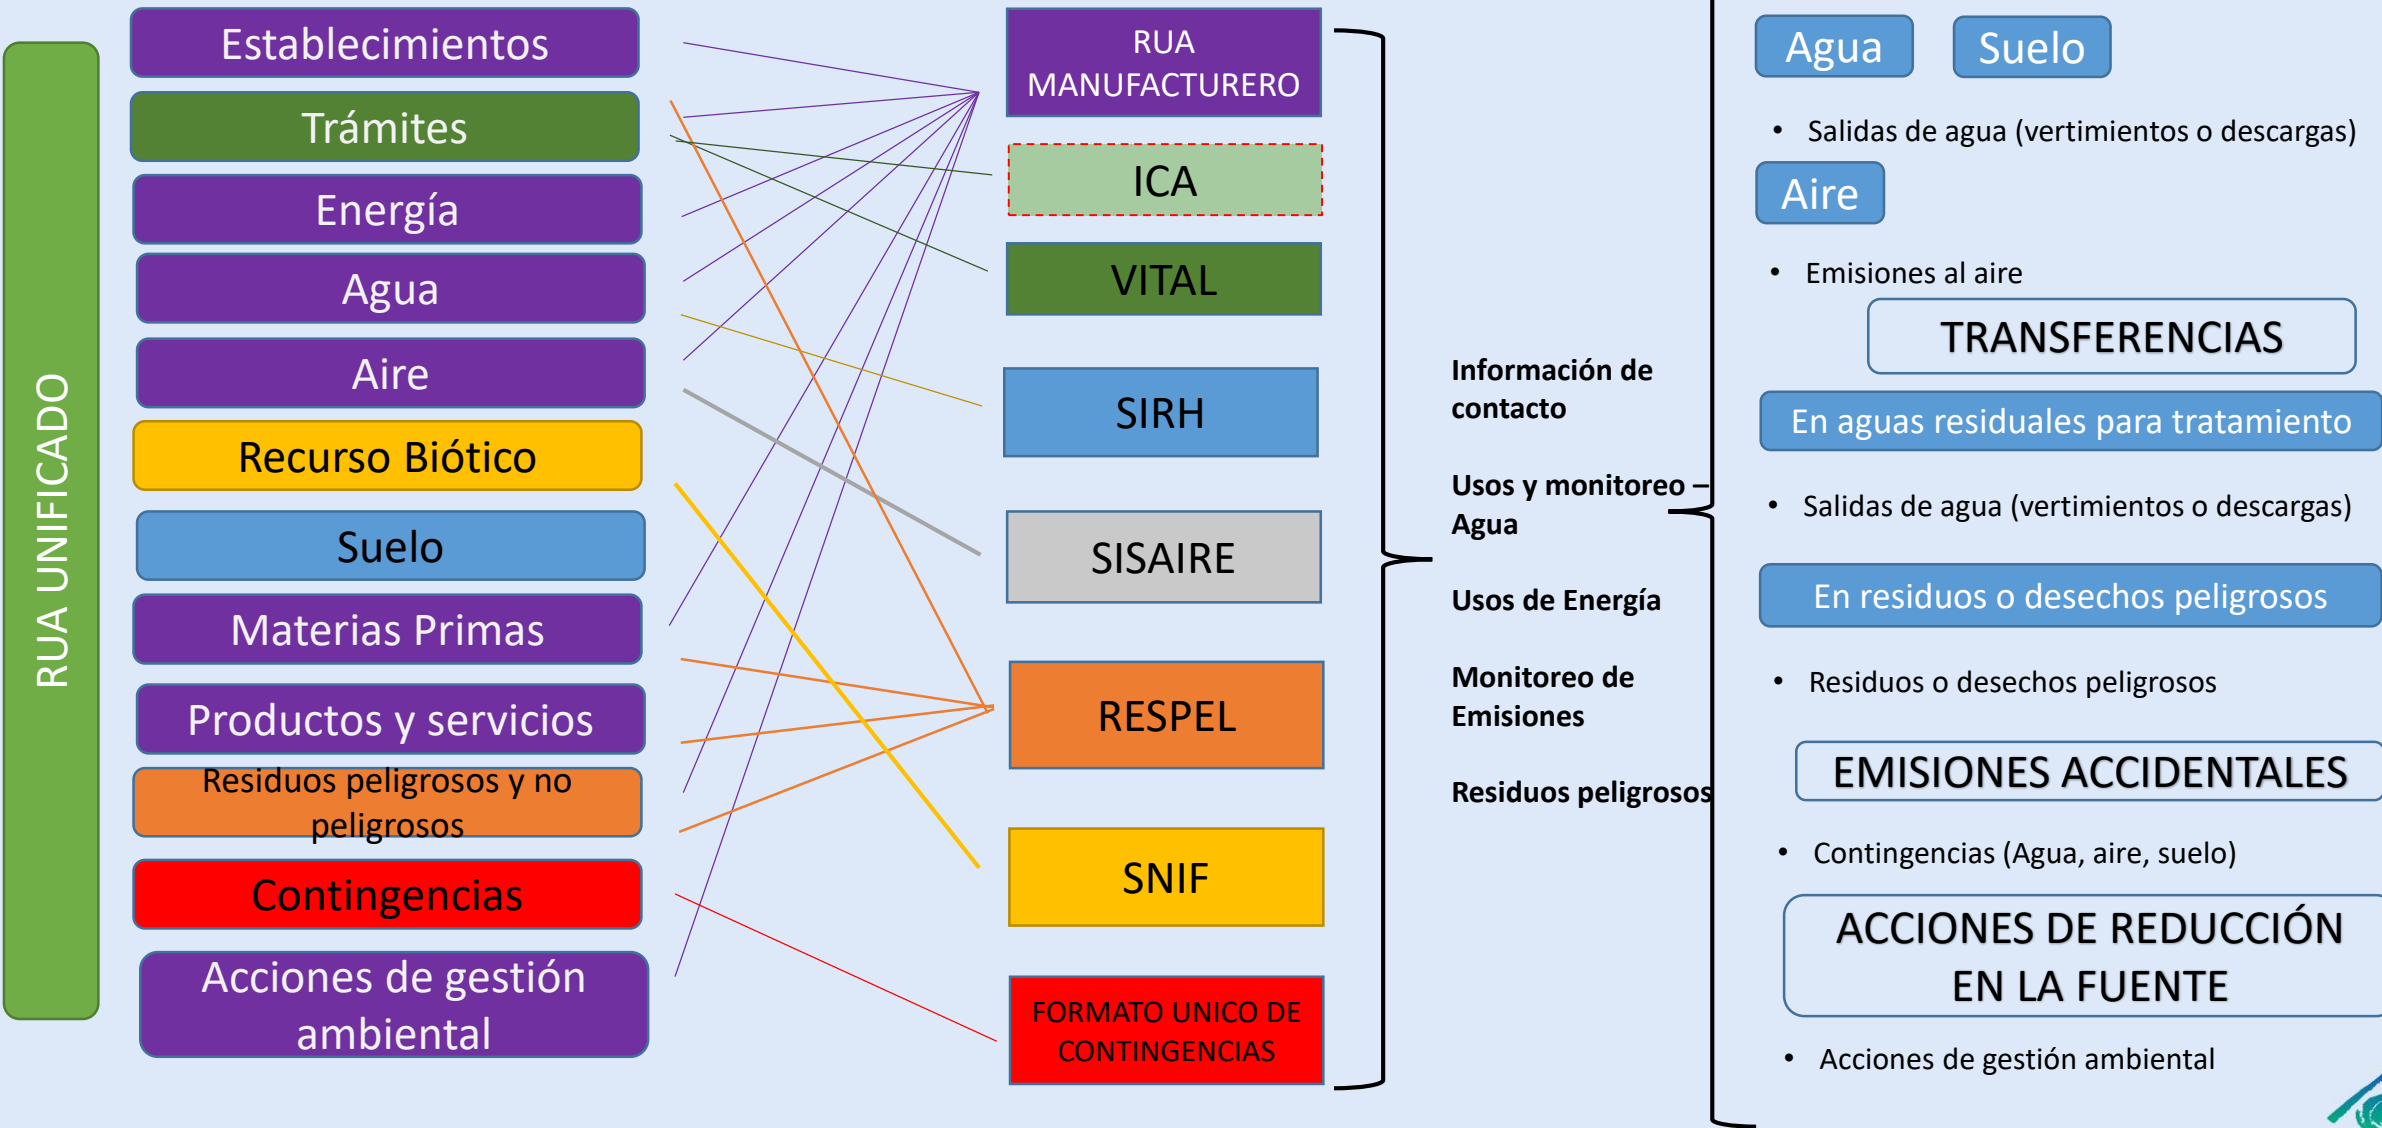 RUA UNIFICADO
Establecimientos
Trámites
Energía
Agua
Aire
Recurso Biótico
Suelo
Materias Primas
Productos y servicios
Residuos peligrosos y no
peligrosos
Contingencias
Acciones de gestión
ambiental
RUA
MANUFACTURERO
ICA
VITAL
SIRH
SISAIRE
RESPEL
SNIF
FORMATO UNICO DE
CONTINGENCIAS
Información de
contacto
Usos y monitoreo –
Agua
Usos de Energía
Monitoreo de
Emisiones
Residuos peligrosos
Agua Suelo
• Salidas de agua (vertimientos o descargas)
Aire
• Emisiones al aire
TRANSFERENCIAS
En aguas residuales para tratamiento
• Salidas de agua (vertimientos o descargas)
En residuos o desechos peligrosos
• Residuos o desechos peligrosos
EMISIONES ACCIDENTALES
• Contingencias (Agua, aire, suelo)
ACCIONES DE REDUCCIÓN
EN LA FUENTE
• Acciones de gestión ambiental